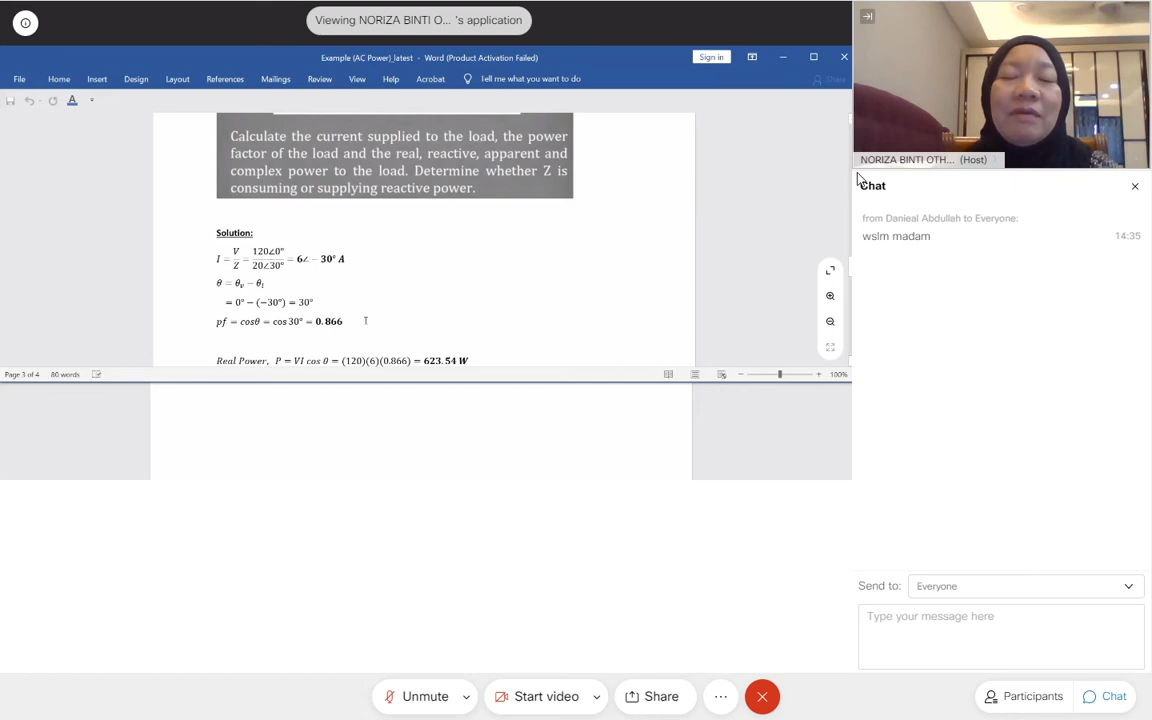 Viewing NORIZA BINTI O... 's application
Example (AC Power)_latest - Word (Product Activation Failed)
Sign in
File Home Insert Design Layout References Mailings Review View Help Acrobat Tell me what you want to do Share
Calculate the current supplied to the load, the power
factor of the load and the real, reactive, apparent and
complex power to the load. Determine whether Z is
consuming or supplying reactive power.
Solution:
I = V/Z = 120∠0°/20∠30° = 6∠ − 30° A
θ = θv − θi
= 0° − (−30°) = 30°
pf = cosθ = cos 30° = 0.866
Real Power, P = VI cos θ = (120)(6)(0.866) = 623.54 W
Page 3 of 4 80 words
100%
NORIZA BINTI OTH... (Host)
Chat
from Danieal Abdullah to Everyone:
wslm madam 14:35
Send to: Everyone
Type your message here
Unmute Start video Share Participants Chat